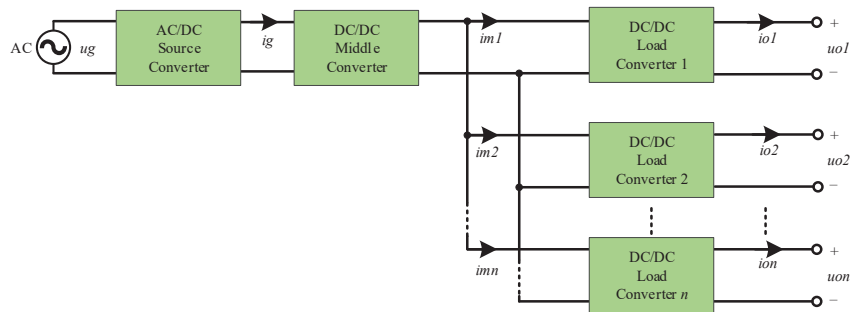 AC
ug
AC/DC
Source
Converter
ig
DC/DC
Middle
Converter
im1
DC/DC
Load
Converter 1
io1
+
uo1
−
im2
DC/DC
Load
Converter 2
io2
+
uo2
−
imn
DC/DC
Load
Converter n
ion
+
uon
−